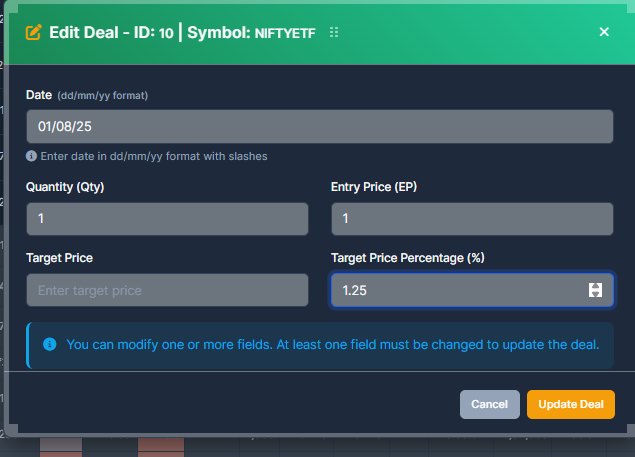 Edit Deal - ID: 10 | Symbol: NIFTYETF
Date (dd/mm/yy format)
01/08/25
Enter date in dd/mm/yy format with slashes
Quantity (Qty) Entry Price (EP)
1 1
Target Price Target Price Percentage (%)
Enter target price 1.25
You can modify one or more fields. At least one field must be changed to update the deal.
Cancel Update Deal